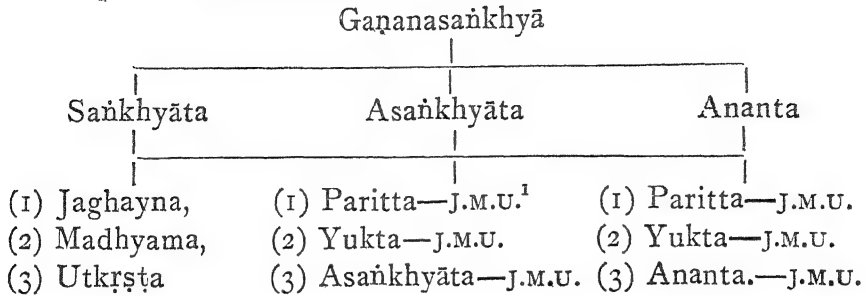 Gaṇanasaṅkhyā
Saṅkhyāta Asaṅkhyāta Ananta
(1) Jaghayna, (1) Paritta—J.M.U.¹ (1) Paritta—J.M.U.
(2) Madhyama, (2) Yukta—J.M.U. (2) Yukta—J.M.U.
(3) Utkṛṣṭa (3) Asaṅkhyāta—J.M.U. (3) Ananta.—J.M.U.